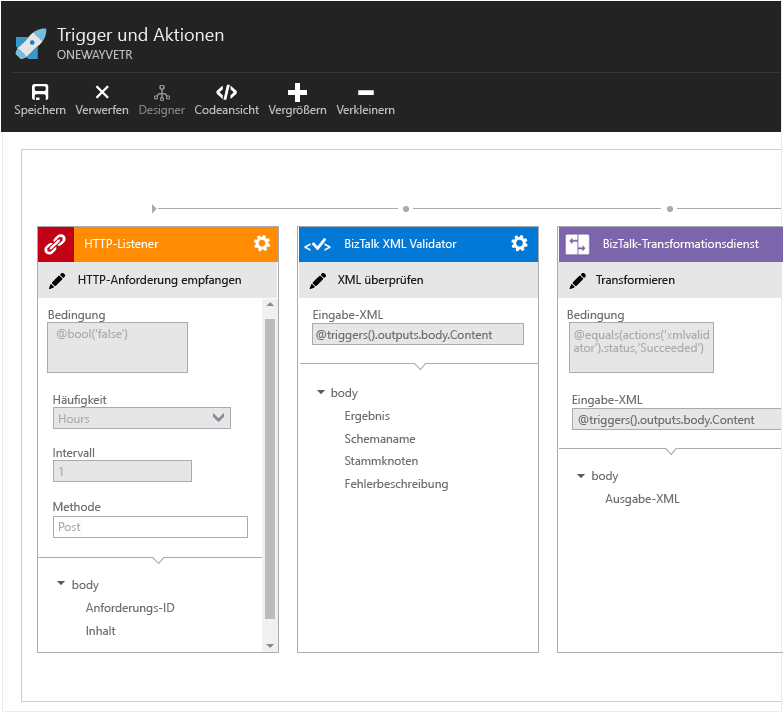 Trigger und Aktionen
ONEWAYVETR
Speichern Verwerfen Designer Codeansicht Vergrößern Verkleinern
HTTP-Listener
HTTP-Anforderung empfangen
Bedingung
@bool('false')
Häufigkeit
Hours
Intervall
1
Methode
Post
body
Anforderungs-ID
Inhalt
BizTalk XML Validator
XML überprüfen
Eingabe-XML
@triggers().outputs.body.Content
body
Ergebnis
Schemaname
Stammknoten
Fehlerbeschreibung
BizTalk-Transformationsdienst
Transformieren
Bedingung
@equals(actions('xmlvalid
ator').status,'Succeeded')
Eingabe-XML
@triggers().outputs.body.Content
body
Ausgabe-XML